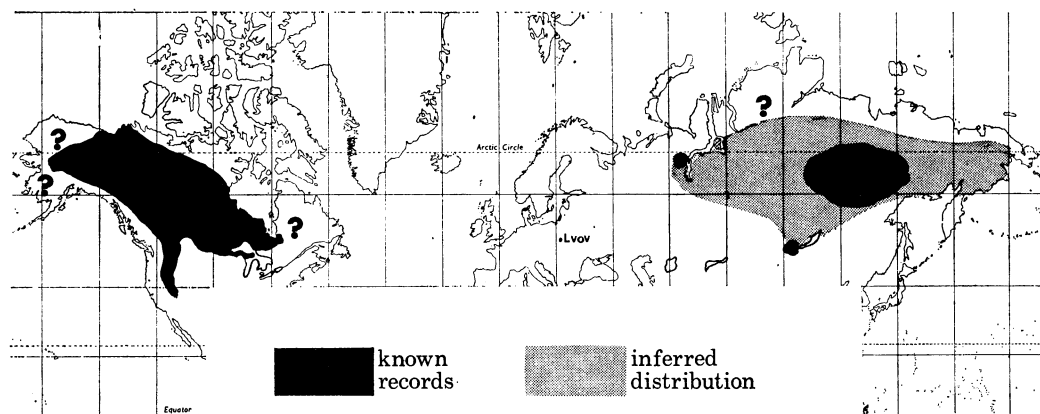 ?
?
?
?
Arctic Circle
Lvov
known
records
inferred
distribution
Equator